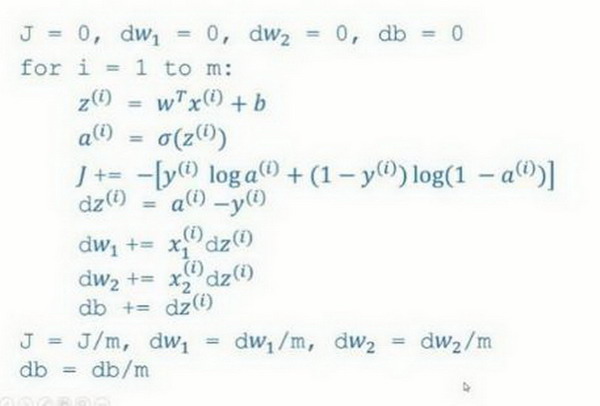 J = 0, dw₁ = 0, dw₂ = 0, db = 0
for i = 1 to m:
z⁽ⁱ⁾ = wᵀx⁽ⁱ⁾ + b
a⁽ⁱ⁾ = σ(z⁽ⁱ⁾)
J += −[y⁽ⁱ⁾ log a⁽ⁱ⁾ + (1 − y⁽ⁱ⁾) log(1 − a⁽ⁱ⁾)]
dz⁽ⁱ⁾ = a⁽ⁱ⁾ − y⁽ⁱ⁾
dw₁ += x₁⁽ⁱ⁾dz⁽ⁱ⁾
dw₂ += x₂⁽ⁱ⁾dz⁽ⁱ⁾
db += dz⁽ⁱ⁾
J = J/m, dw₁ = dw₁/m, dw₂ = dw₂/m
db = db/m